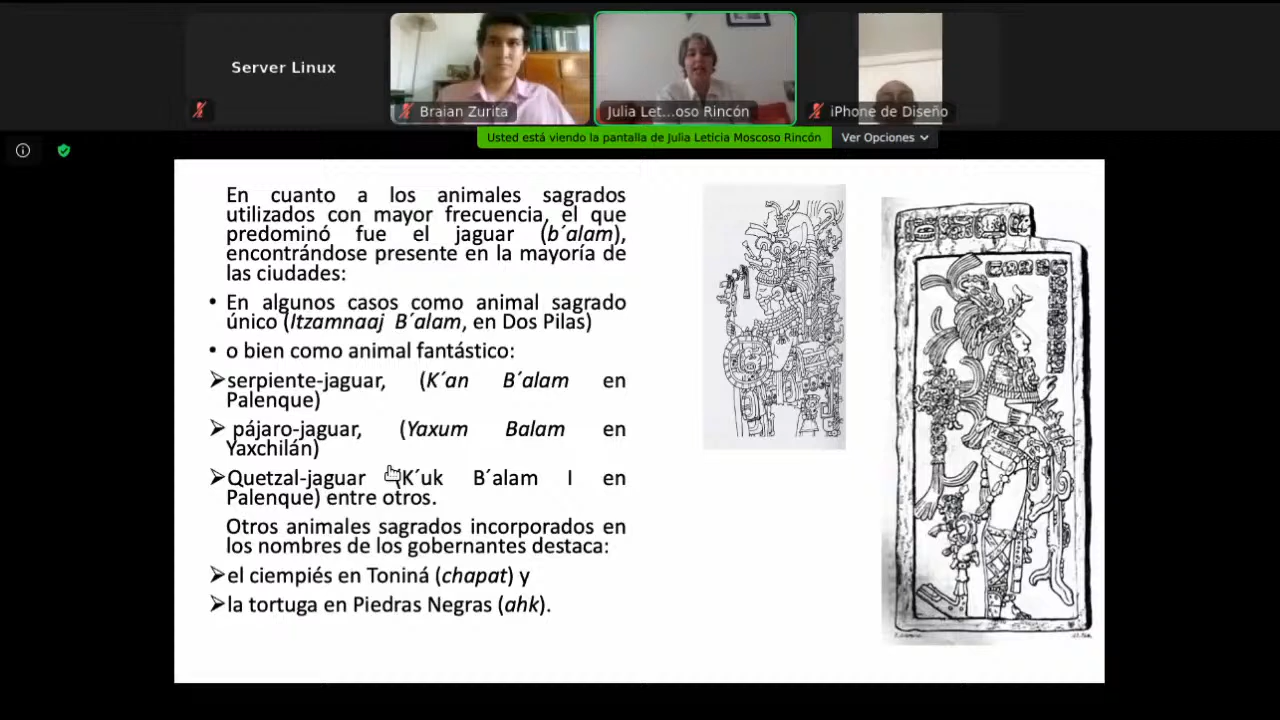 Server Linux
Braian Zurita
Julia Let...oso Rincón
iPhone de Diseño
Usted está viendo la pantalla de Julia Leticia Moscoso Rincón
Ver Opciones
En cuanto a los animales sagrados
utilizados con mayor frecuencia, el que
predominó fue el jaguar (b´alam),
encontrándose presente en la mayoría de
las ciudades:
• En algunos casos como animal sagrado
único (Itzamnaaj B´alam, en Dos Pilas)
• o bien como animal fantástico:
➢serpiente-jaguar, (K´an B´alam en
Palenque)
➢ pájaro-jaguar, (Yaxum Balam en
Yaxchilán)
➢Quetzal-jaguar (K´uk B´alam I en
Palenque) entre otros.
Otros animales sagrados incorporados en
los nombres de los gobernantes destaca:
➢el ciempiés en Toniná (chapat) y
➢la tortuga en Piedras Negras (ahk).